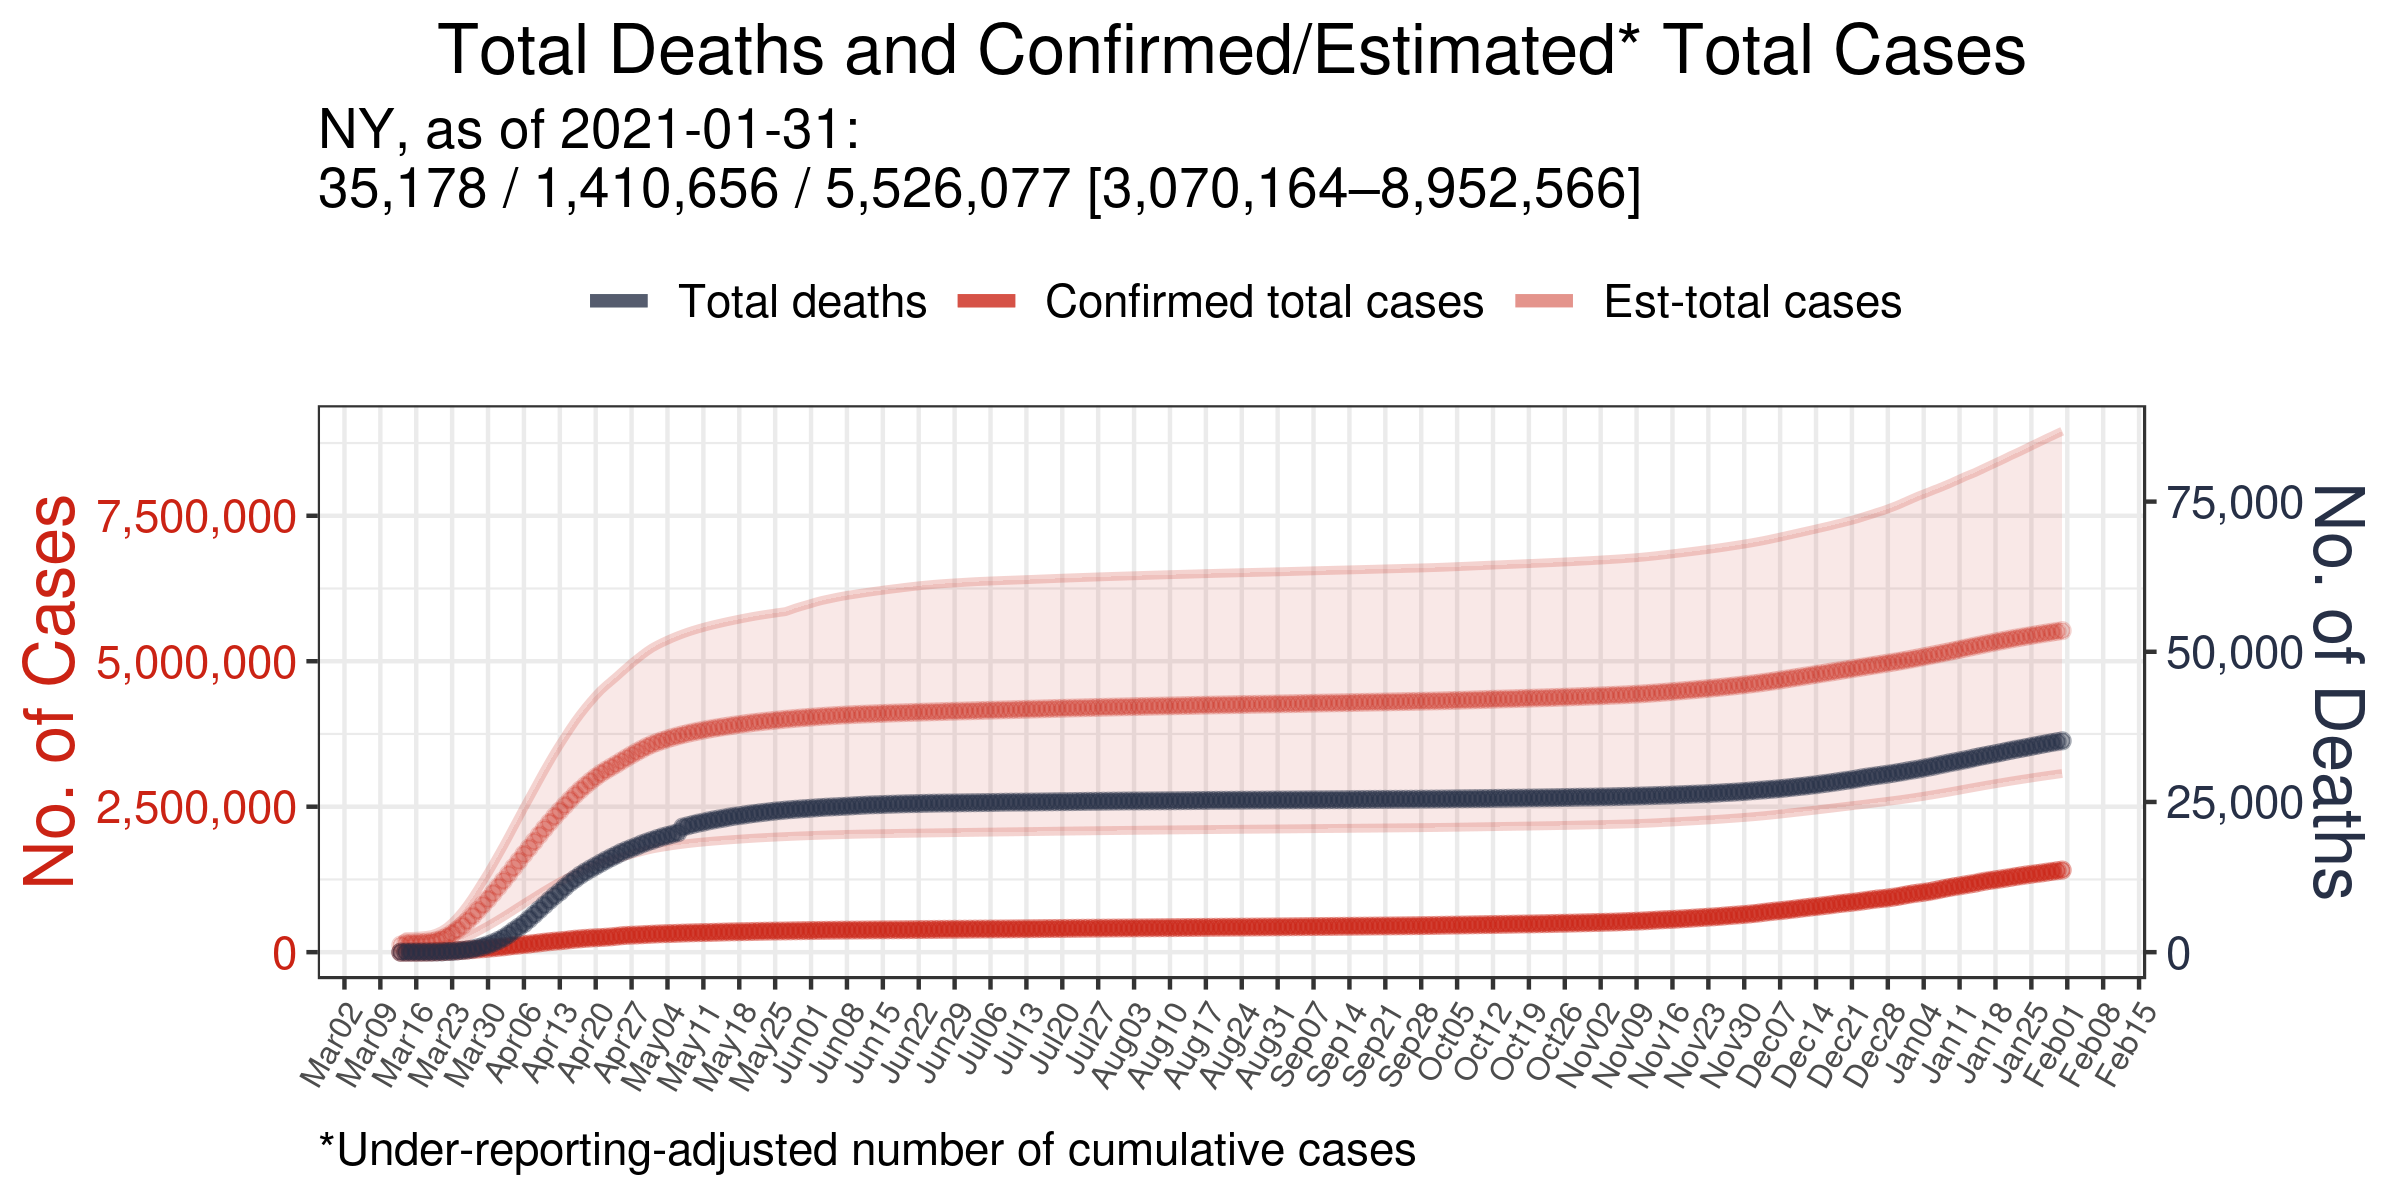 Total Deaths and Confirmed/Estimated* Total Cases
NY, as of 2021-01-31:
35,178 / 1,410,656 / 5,526,077 [3,070,164–8,952,566]
Total deaths
Confirmed total cases
Est-total cases
No. of Cases
7,500,000
5,000,000
2,500,000
0
75,000
50,000
25,000
0
No. of Deaths
Mar02
Mar09
Mar16
Mar23
Mar30
Apr06
Apr13
Apr20
Apr27
May04
May11
May18
May25
Jun01
Jun08
Jun15
Jun22
Jun29
Jul06
Jul13
Jul20
Jul27
Aug03
Aug10
Aug17
Aug24
Aug31
Sep07
Sep14
Sep21
Sep28
Oct05
Oct12
Oct19
Oct26
Nov02
Nov09
Nov16
Nov23
Nov30
Dec07
Dec14
Dec21
Dec28
Jan04
Jan11
Jan18
Jan25
Feb01
Feb08
Feb15
*Under-reporting-adjusted number of cumulative cases